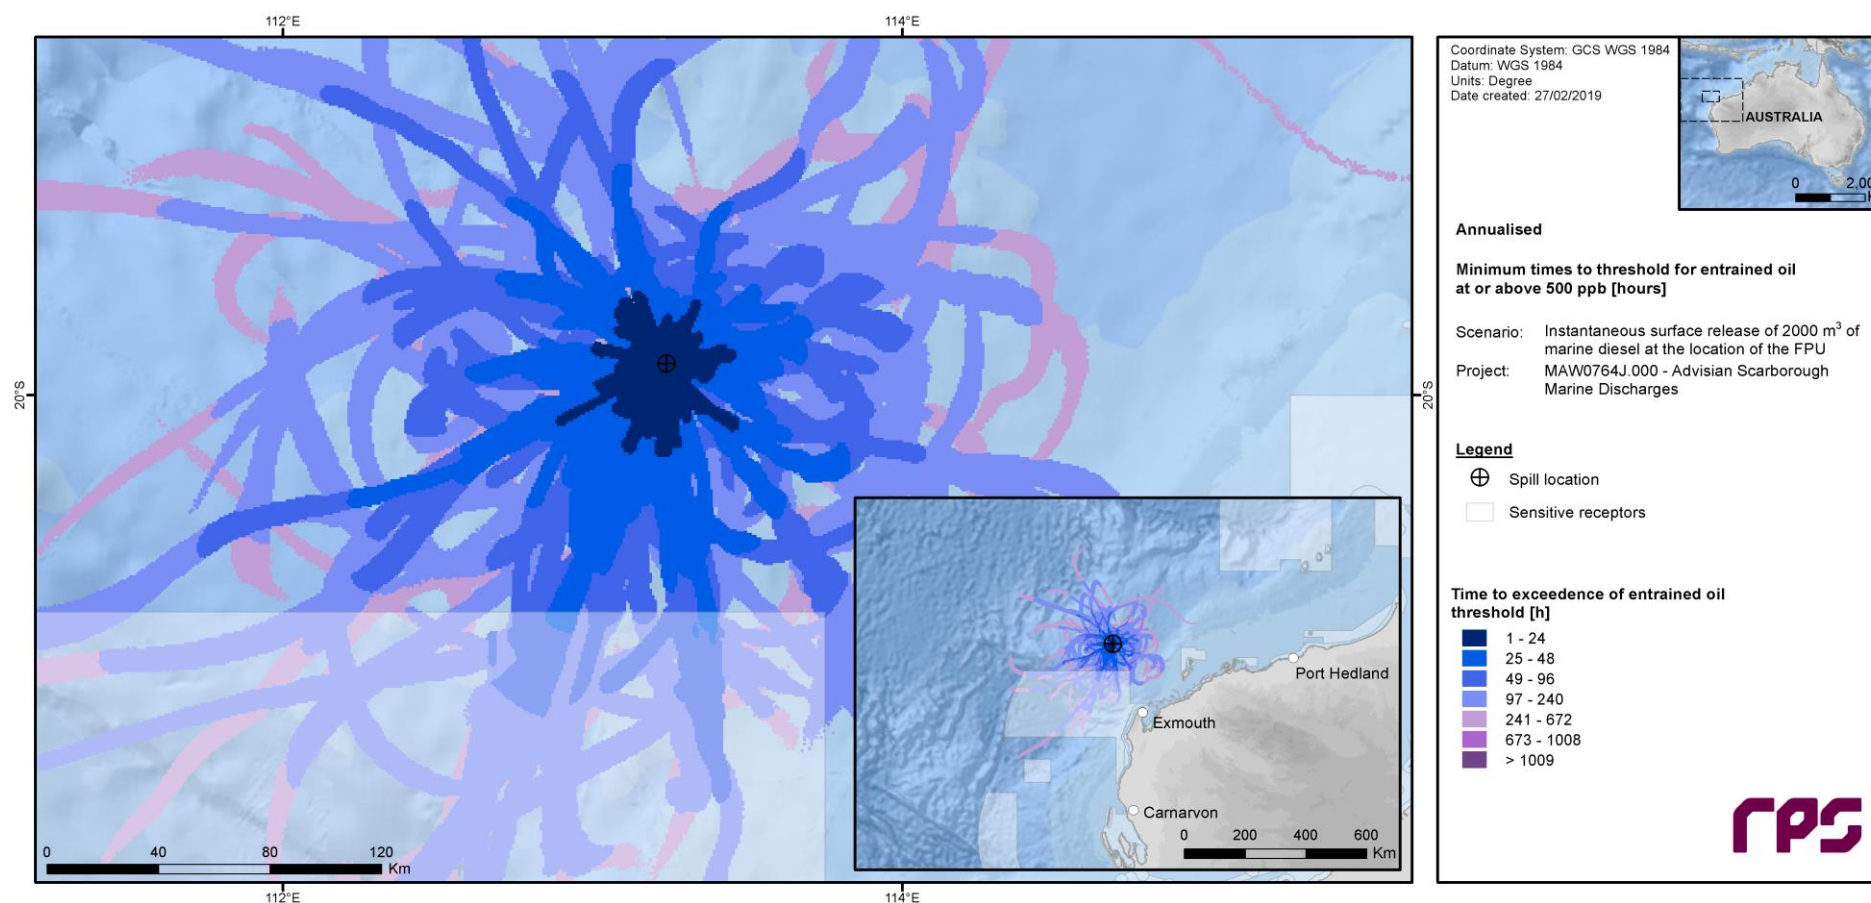 112°E
114°E
20°S
20°S
0 40 80 120
Km
112°E
114°E
Port Hedland
Exmouth
Carnarvon
0 200 400 600
Km
Coordinate System: GCS WGS 1984
Datum: WGS 1984
Units: Degree
Date created: 27/02/2019
AUSTRALIA
0 2,00
Annualised
Minimum times to threshold for entrained oil
at or above 500 ppb [hours]
Scenario: Instantaneous surface release of 2000 m³ of
marine diesel at the location of the FPU
Project: MAW0764J.000 - Advisian Scarborough
Marine Discharges
Legend
Spill location
Sensitive receptors
Time to exceedence of entrained oil
threshold [h]
1 - 24
25 - 48
49 - 96
97 - 240
241 - 672
673 - 1008
> 1009
rps